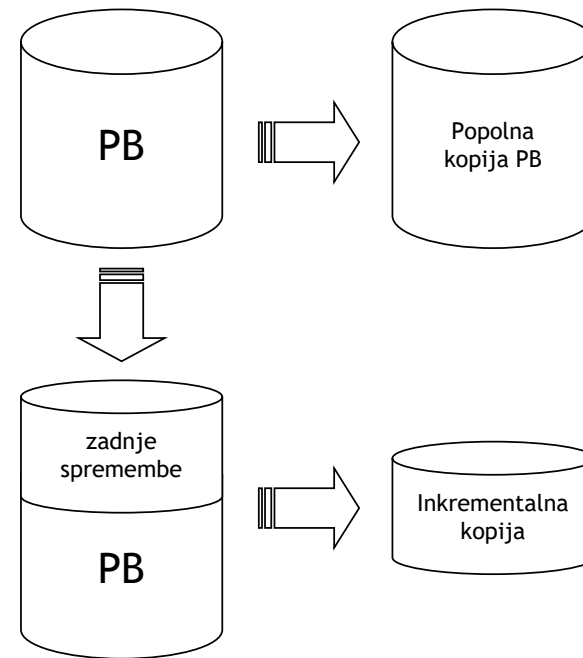 PB
Popolna
kopija PB
zadnje
spremembe
PB
Inkrementalna
kopija